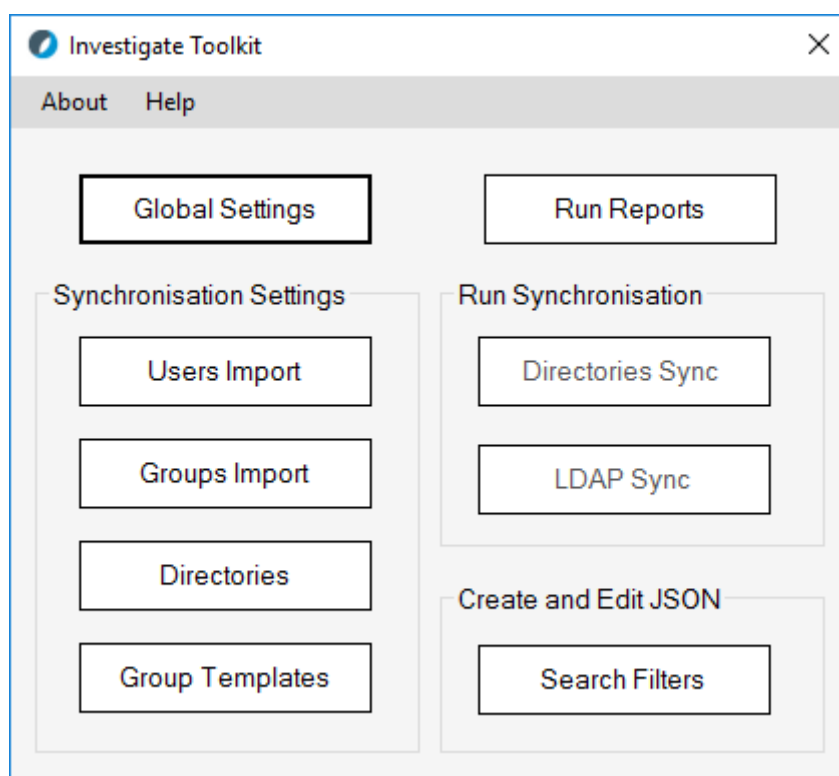 Investigate Toolkit
About Help
Global Settings
Run Reports
Synchronisation Settings
Users Import
Groups Import
Directories
Group Templates
Run Synchronisation
Directories Sync
LDAP Sync
Create and Edit JSON
Search Filters